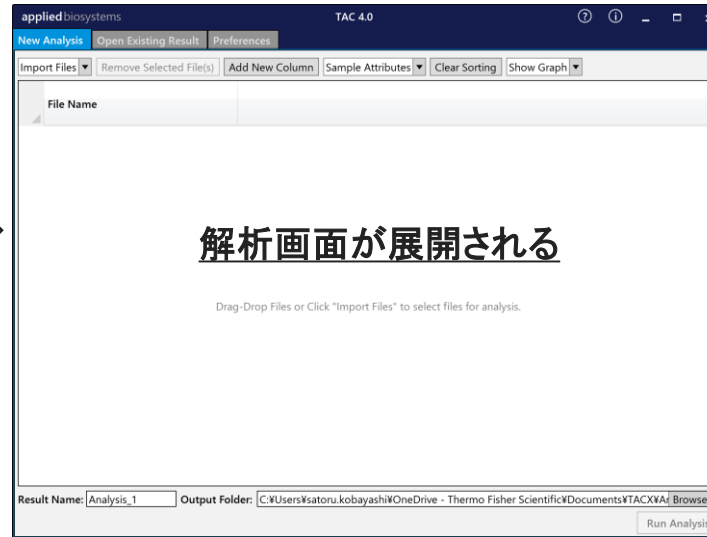 applied biosystems TAC 4.0
New Analysis Open Existing Result Preferences
Import Files Remove Selected File(s) Add New Column Sample Attributes Clear Sorting Show Graph
File Name
解析画面が展開される
Drag-Drop Files or Click "Import Files" to select files for analysis.
Result Name: Analysis_1 Output Folder: C:¥Users¥satoru.kobayashi¥OneDrive - Thermo Fisher Scientific¥Documents¥TACX¥A Browse
Run Analysis